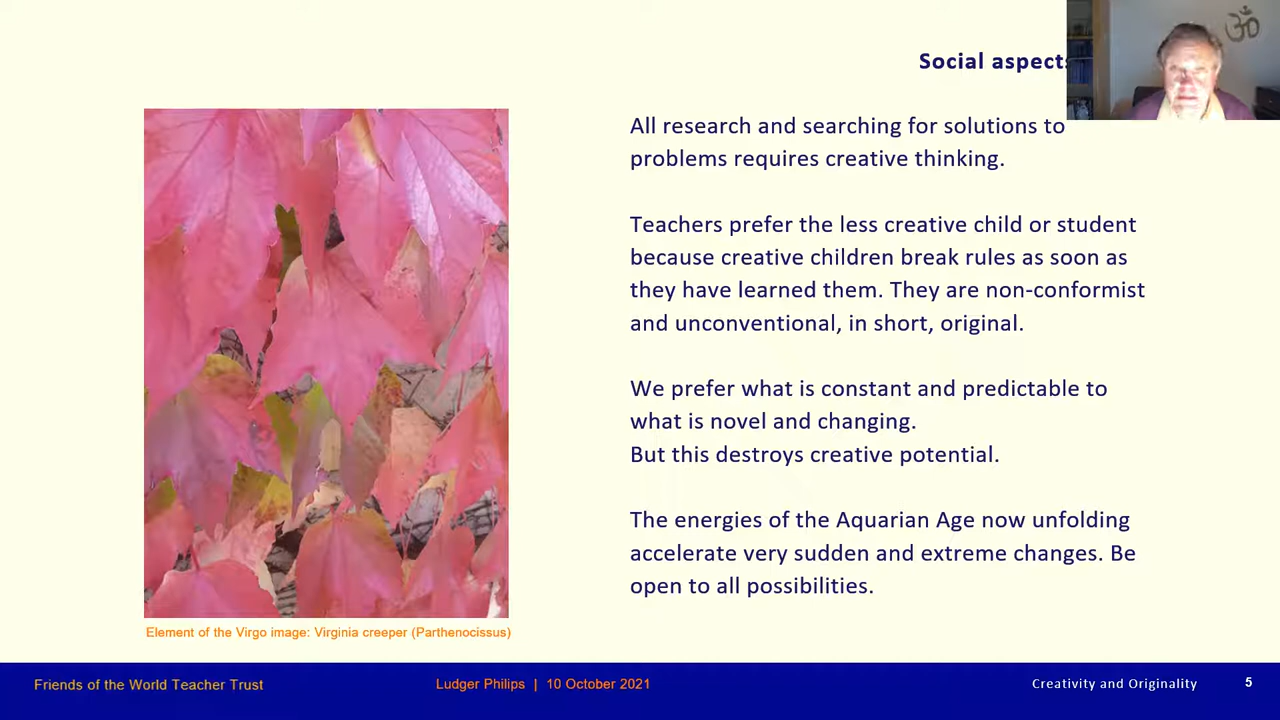 Social aspects
All research and searching for solutions to
problems requires creative thinking.
Teachers prefer the less creative child or student
because creative children break rules as soon as
they have learned them. They are non-conformist
and unconventional, in short, original.
We prefer what is constant and predictable to
what is novel and changing.
But this destroys creative potential.
The energies of the Aquarian Age now unfolding
accelerate very sudden and extreme changes. Be
open to all possibilities.
Element of the Virgo image: Virginia creeper (Parthenocissus)
Friends of the World Teacher Trust
Ludger Philips | 10 October 2021
Creativity and Originality
5
ॐ